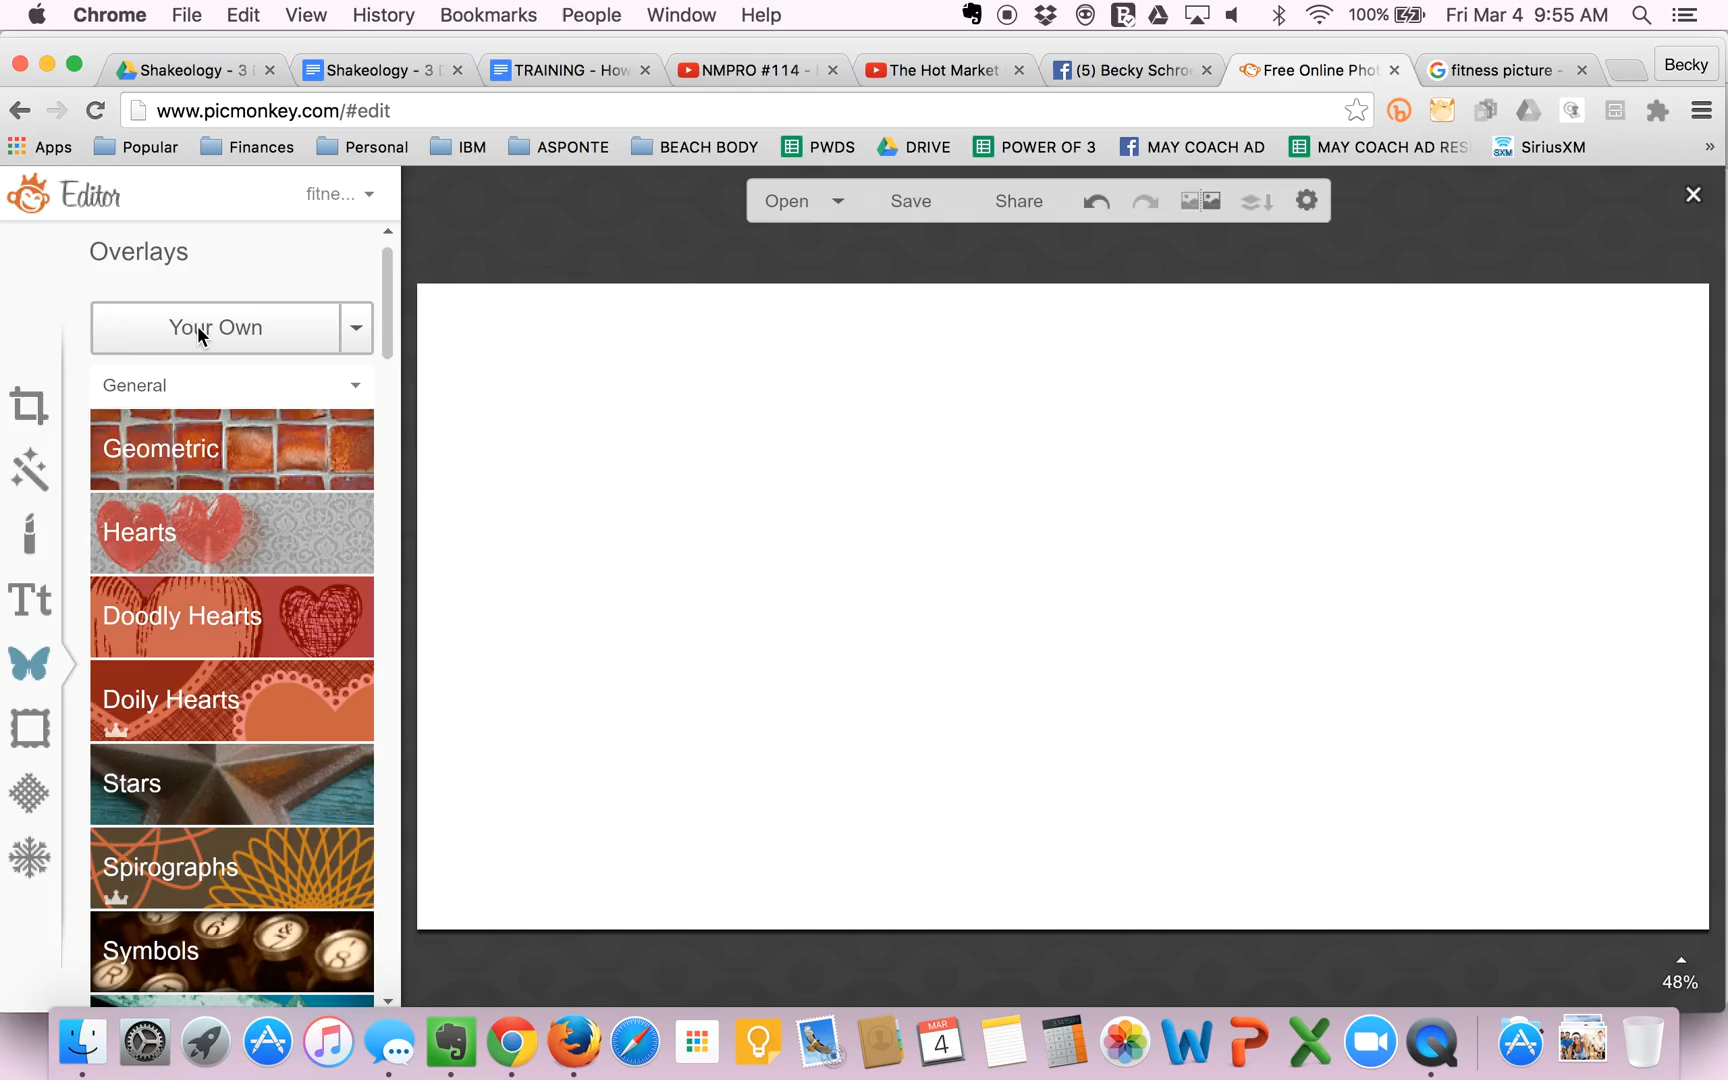 Chrome File Edit View History Bookmarks People Window Help 100% Fri Mar 4 9:55 AM
Shakeology - 3 Shakeology - 3 TRAINING - How NMPRO #114 - The Hot Market (5) Becky Schro Free Online Phot fitness picture - Becky
www.picmonkey.com/#edit
Apps Popular Finances Personal IBM ASPONTE BEACH BODY PWDS DRIVE POWER OF 3 MAY COACH AD MAY COACH AD RES SiriusXM »
Editor fitne...
Open Save Share
Overlays
Your Own
General
Geometric
Hearts
Doodly Hearts
Doily Hearts
Stars
Spirographs
Symbols
48%
MAR
4